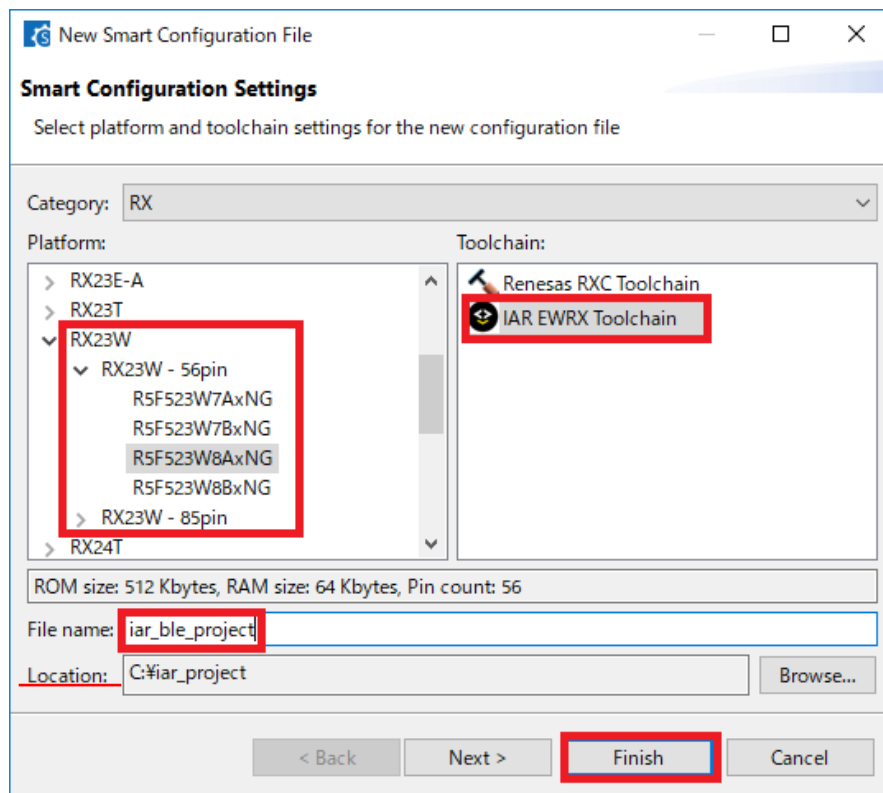 New Smart Configuration File
Smart Configuration Settings
Select platform and toolchain settings for the new configuration file
Category: RX
Platform:
RX23E-A
RX23T
RX23W
RX23W - 56pin
R5F523W7AxNG
R5F523W7BxNG
R5F523W8AxNG
R5F523W8BxNG
RX23W - 85pin
RX24T
Toolchain:
Renesas RXC Toolchain
IAR EWRX Toolchain
ROM size: 512 Kbytes, RAM size: 64 Kbytes, Pin count: 56
File name: iar_ble_project
Location: C:¥iar_project Browse...
< Back Next > Finish Cancel